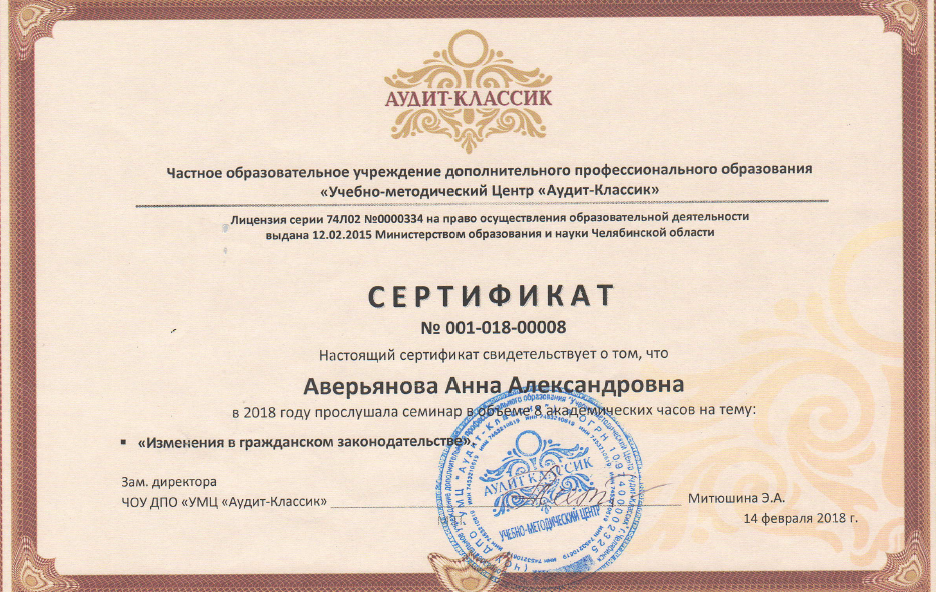 АУДИТ-КЛАССИК
Частное образовательное учреждение дополнительного профессионального образования
«Учебно-методический Центр «Аудит-Классик»
Лицензия серии 74Л02 №0000334 на право осуществления образовательной деятельности
выдана 12.02.2015 Министерством образования и науки Челябинской области
СЕРТИФИКАТ
№ 001-018-00008
Настоящий сертификат свидетельствует о том, что
Аверьянова Анна Александровна
в 2018 году прослушала семинар в объеме 8 академических часов на тему:
▪ «Изменения в гражданском законодательстве».
Зам. директора
ЧОУ ДПО «УМЦ «Аудит-Классик» Митюшина Э.А.
14 февраля 2018 г.
АУДИТ КЛАССИК
УЧЕБНО-МЕТОДИЧЕСКИЙ ЦЕНТР